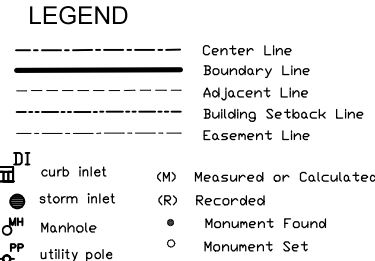 LEGEND
Center Line
Boundary Line
Adjacent Line
Building Setback Line
Easement Line
DI
curb inlet
(M) Measured or Calculated
storm inlet
(R) Recorded
MH
Manhole
Monument Found
PP
utility pole
Monument Set